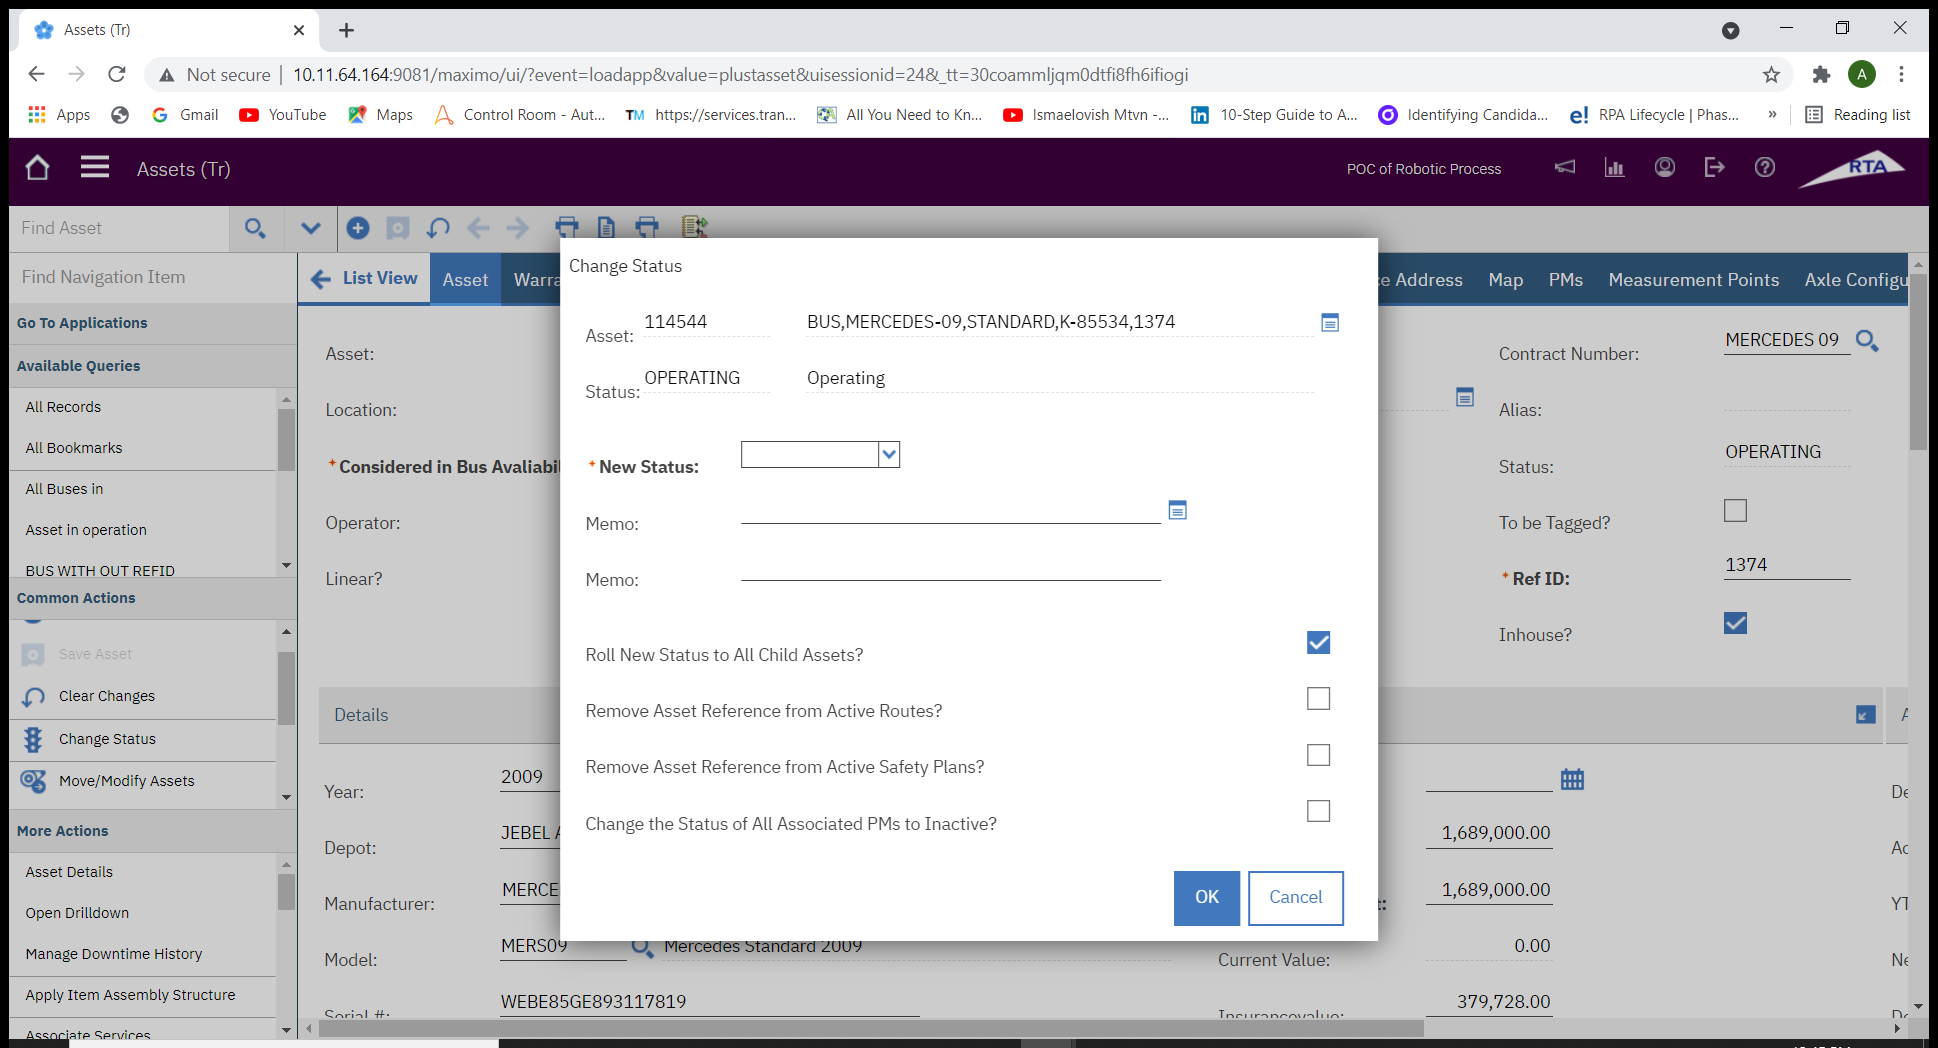 Assets (Tr)
Not secure 10.11.64.164:9081/maximo/ui/?event=loadapp&value=plustasset&uisessionid=24&_tt=30coammljqm0dtfi8fh6ifiogi
A
Apps Gmail YouTube Maps Control Room - Aut... TM https://services.tran... All You Need to Kn... Ismaelovish Mtvn -... 10-Step Guide to A... Identifying Candida... RPA Lifecycle | Phas... » Reading list
Assets (Tr) POC of Robotic Process RTA
Find Asset
Find Navigation Item
Go To Applications
Available Queries
All Records
All Bookmarks
All Buses in
Asset in operation
BUS WITH OUT REFID
Common Actions
Save Asset
Clear Changes
Change Status
Move/Modify Assets
More Actions
Asset Details
Open Drilldown
Manage Downtime History
Apply Item Assembly Structure
Associate Services
List View Asset Warra
e Address Map PMs Measurement Points Axle Configu
Asset:
Location:
* Considered in Bus Avaliabil
Operator:
Linear?
Change Status
Asset: 114544 BUS,MERCEDES-09,STANDARD,K-85534,1374
Status: OPERATING Operating
* New Status:
Memo:
Memo:
Roll New Status to All Child Assets?
Remove Asset Reference from Active Routes?
Remove Asset Reference from Active Safety Plans?
Change the Status of All Associated PMs to Inactive?
OK Cancel
Contract Number: MERCEDES 09
Alias:
Status: OPERATING
To be Tagged?
* Ref ID: 1374
Inhouse?
Details
Year: 2009
Depot: JEBEL A
Manufacturer: MERCE
Model: MERS09 Mercedes Standard 2009
Serial #: WEBE85GE893117819
1,689,000.00
t: 1,689,000.00
Current Value: 0.00
Insurancevalue: 379,728.00
De
Ac
YT
Ne